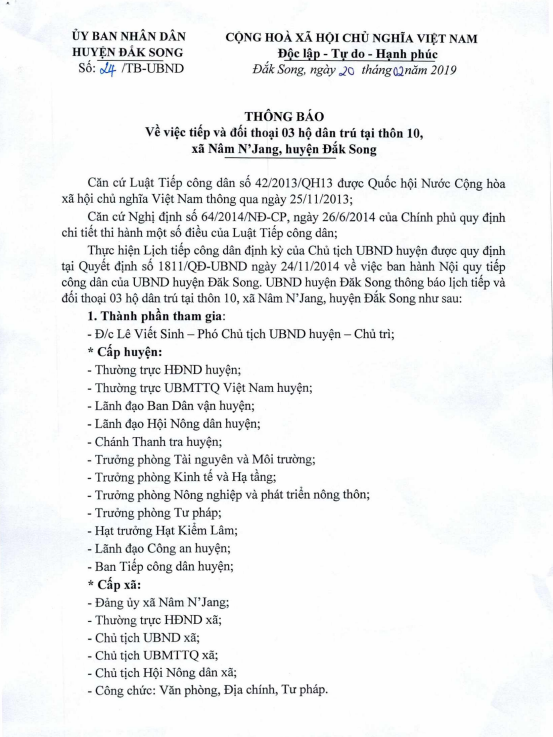 ỦY BAN NHÂN DÂN
HUYỆN ĐẮK SONG
Số: 24 /TB-UBND
CỘNG HOÀ XÃ HỘI CHỦ NGHĨA VIỆT NAM
Độc lập - Tự do - Hạnh phúc
Đắk Song, ngày 20 tháng 02 năm 2019
THÔNG BÁO
Về việc tiếp và đối thoại 03 hộ dân trú tại thôn 10,
xã Nâm N’Jang, huyện Đắk Song
Căn cứ Luật Tiếp công dân số 42/2013/QH13 được Quốc hội Nước Cộng hòa
xã hội chủ nghĩa Việt Nam thông qua ngày 25/11/2013;
Căn cứ Nghị định số 64/2014/NĐ-CP, ngày 26/6/2014 của Chính phủ quy định
chi tiết thi hành một số điều của Luật Tiếp công dân;
Thực hiện Lịch tiếp công dân định kỳ của Chủ tịch UBND huyện được quy định
tại Quyết định số 1811/QĐ-UBND ngày 24/11/2014 về việc ban hành Nội quy tiếp
công dân của UBND huyện Đăk Song. UBND huyện Đăk Song thông báo lịch tiếp và
đối thoại 03 hộ dân trú tại thôn 10, xã Nâm N’Jang, huyện Đắk Song như sau:
1. Thành phần tham gia:
- Đ/c Lê Viết Sinh – Phó Chủ tịch UBND huyện – Chủ trì;
* Cấp huyện:
- Thường trực HĐND huyện;
- Thường trực UBMTTQ Việt Nam huyện;
- Lãnh đạo Ban Dân vận huyện;
- Lãnh đạo Hội Nông dân huyện;
- Chánh Thanh tra huyện;
- Trưởng phòng Tài nguyên và Môi trường;
- Trưởng phòng Kinh tế và Hạ tầng;
- Trưởng phòng Nông nghiệp và phát triển nông thôn;
- Trưởng phòng Tư pháp;
- Hạt trưởng Hạt Kiểm Lâm;
- Lãnh đạo Công an huyện;
- Ban Tiếp công dân huyện;
* Cấp xã:
- Đảng ủy xã Nâm N’Jang;
- Thường trực HĐND xã;
- Chủ tịch UBND xã;
- Chủ tịch UBMTTQ xã;
- Chủ tịch Hội Nông dân xã;
- Công chức: Văn phòng, Địa chính, Tư pháp.